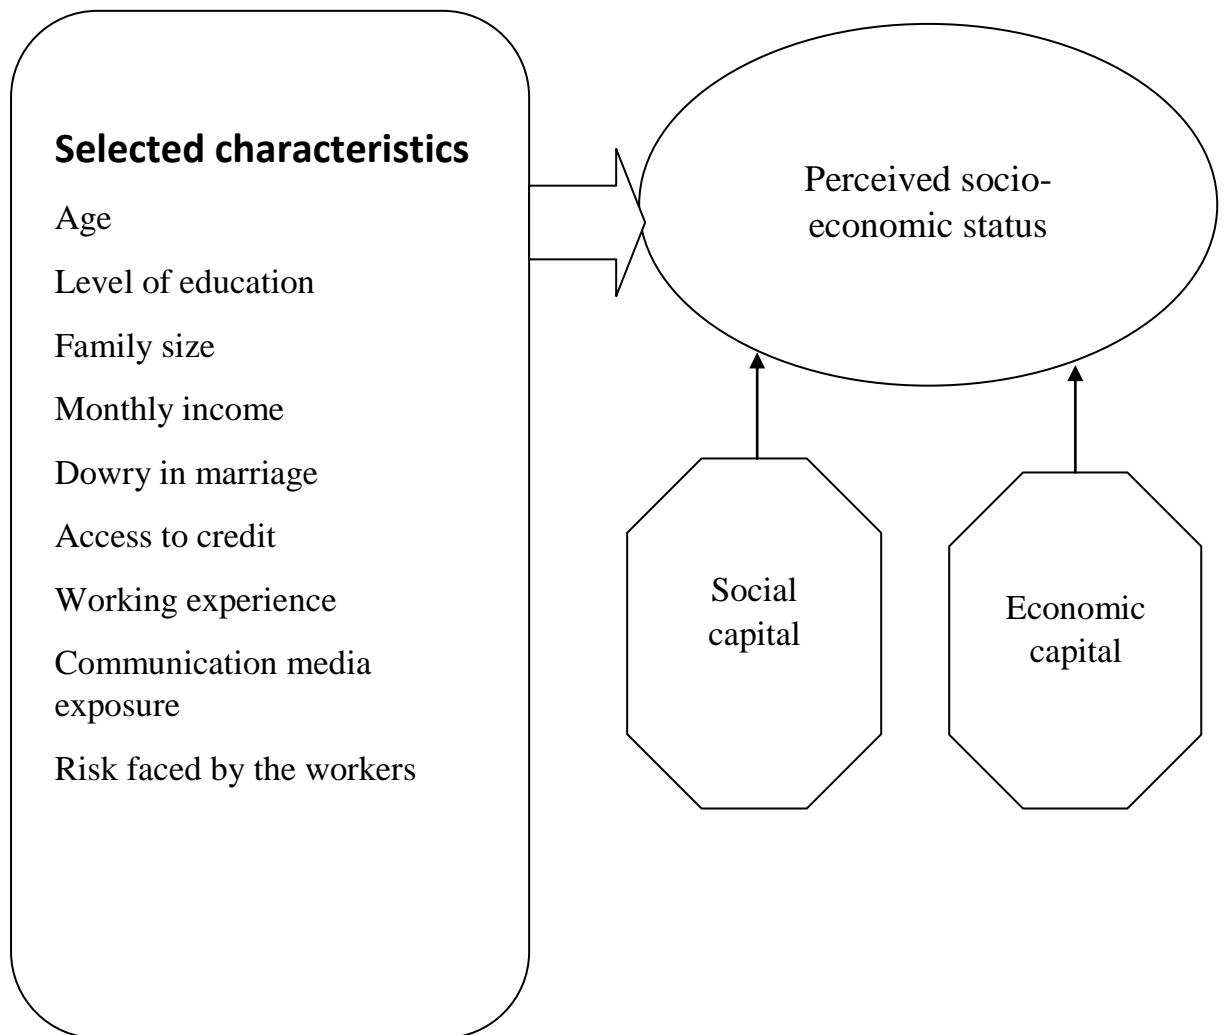 Selected characteristics
Age
Level of education
Family size
Monthly income
Dowry in marriage
Access to credit
Working experience
Communication media
exposure
Risk faced by the workers
Perceived socio-
economic status
Social
capital
Economic
capital